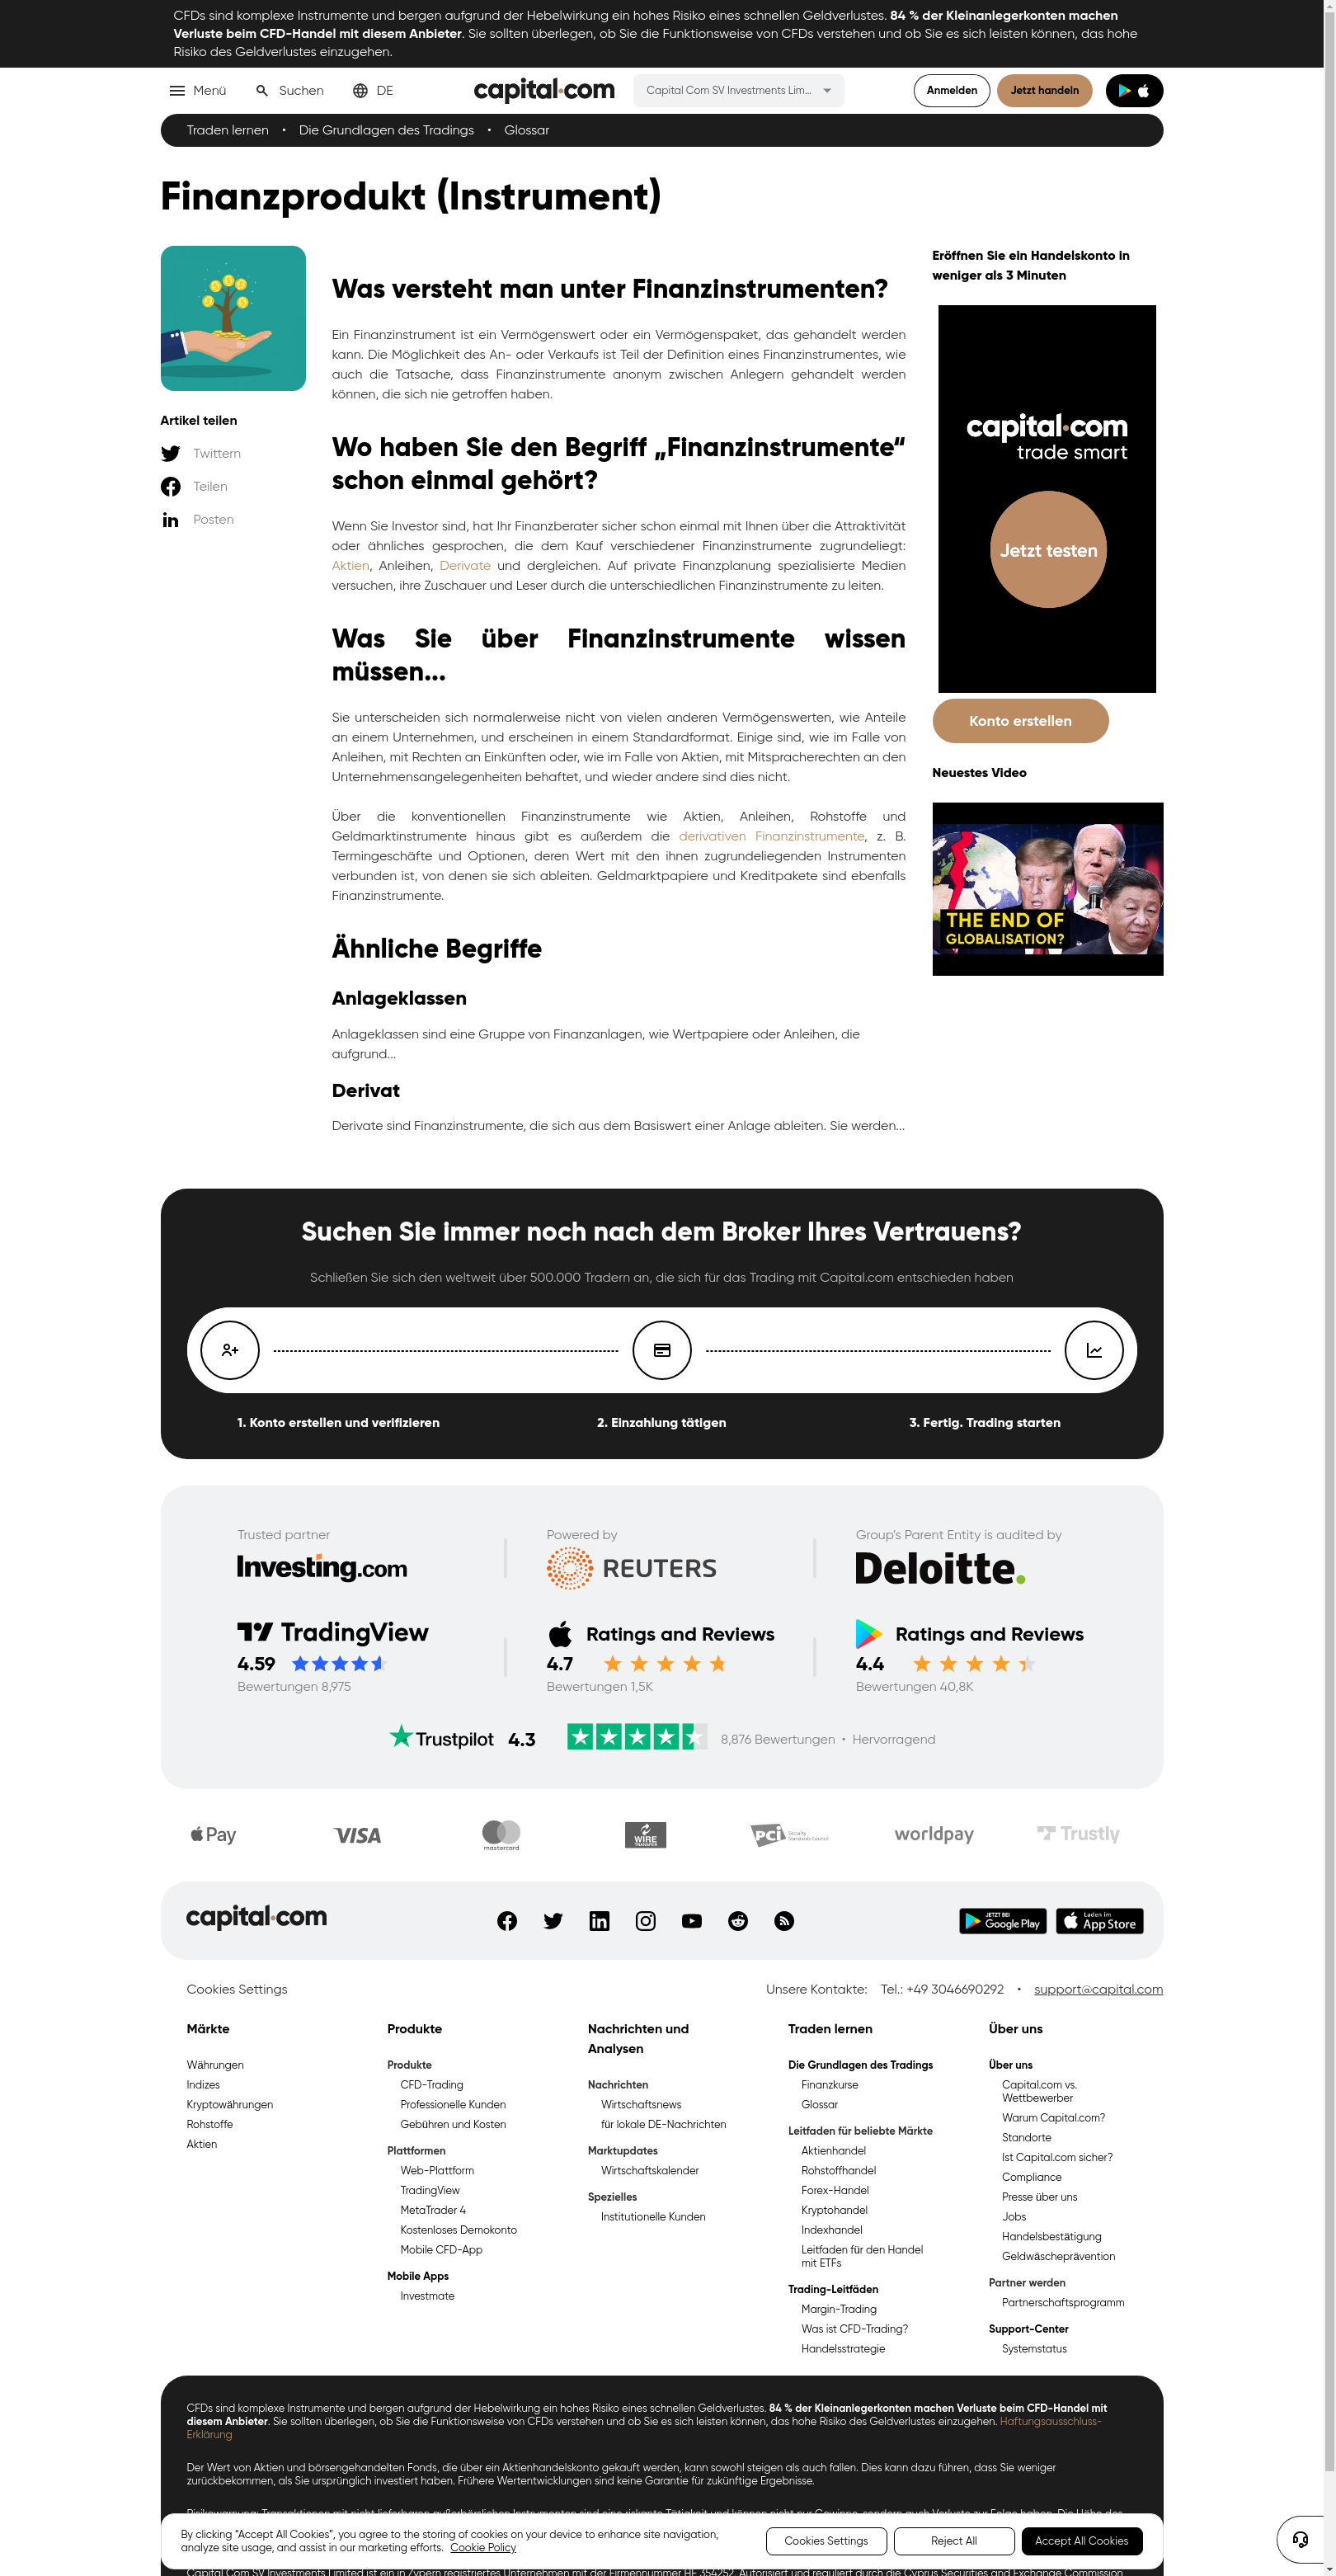 CFDs sind komplexe Instrumente und bergen aufgrund der Hebelwirkung ein hohes Risiko eines schnellen Geldverlustes. 84 % der Kleinanlegerkonten machen
Verluste beim CFD-Handel mit diesem Anbieter. Sie sollten überlegen, ob Sie die Funktionsweise von CFDs verstehen und ob Sie es sich leisten können, das hohe
Risiko des Geldverlustes einzugehen.
Menü Suchen DE capital.com Capital Com SV Investments Lim... Anmelden Jetzt handeln
Traden lernen • Die Grundlagen des Tradings • Glossar
Finanzprodukt (Instrument)
Artikel teilen
Twittern
Teilen
Posten
Was versteht man unter Finanzinstrumenten?
Ein Finanzinstrument ist ein Vermögenswert oder ein Vermögenspaket, das gehandelt werden
kann. Die Möglichkeit des An- oder Verkaufs ist Teil der Definition eines Finanzinstrumentes, wie
auch die Tatsache, dass Finanzinstrumente anonym zwischen Anlegern gehandelt werden
können, die sich nie getroffen haben.
Wo haben Sie den Begriff „Finanzinstrumente“
schon einmal gehört?
Wenn Sie Investor sind, hat Ihr Finanzberater sicher schon einmal mit Ihnen über die Attraktivität
oder ähnliches gesprochen, die dem Kauf verschiedener Finanzinstrumente zugrundeliegt:
Aktien, Anleihen, Derivate und dergleichen. Auf private Finanzplanung spezialisierte Medien
versuchen, ihre Zuschauer und Leser durch die unterschiedlichen Finanzinstrumente zu leiten.
Was Sie über Finanzinstrumente wissen
müssen...
Sie unterscheiden sich normalerweise nicht von vielen anderen Vermögenswerten, wie Anteile
an einem Unternehmen, und erscheinen in einem Standardformat. Einige sind, wie im Falle von
Anleihen, mit Rechten an Einkünften oder, wie im Falle von Aktien, mit Mitspracherechten an den
Unternehmensangelegenheiten behaftet, und wieder andere sind dies nicht.
Über die konventionellen Finanzinstrumente wie Aktien, Anleihen, Rohstoffe und
Geldmarktinstrumente hinaus gibt es außerdem die derivativen Finanzinstrumente, z. B.
Termingeschäfte und Optionen, deren Wert mit den ihnen zugrundeliegenden Instrumenten
verbunden ist, von denen sie sich ableiten. Geldmarktpapiere und Kreditpakete sind ebenfalls
Finanzinstrumente.
Ähnliche Begriffe
Anlageklassen
Anlageklassen sind eine Gruppe von Finanzanlagen, wie Wertpapiere oder Anleihen, die
aufgrund...
Derivat
Derivate sind Finanzinstrumente, die sich aus dem Basiswert einer Anlage ableiten. Sie werden...
Eröffnen Sie ein Handelskonto in
weniger als 3 Minuten
capital.com
trade smart
Jetzt testen
Konto erstellen
Neuestes Video
THE END OF
GLOBALISATION?
Suchen Sie immer noch nach dem Broker Ihres Vertrauens?
Schließen Sie sich den weltweit über 500.000 Tradern an, die sich für das Trading mit Capital.com entschieden haben
1. Konto erstellen und verifizieren 2. Einzahlung tätigen 3. Fertig. Trading starten
Trusted partner Powered by Group's Parent Entity is audited by
Investing.com REUTERS Deloitte.
TradingView Ratings and Reviews Ratings and Reviews
4.59 4.7 4.4
Bewertungen 8,975 Bewertungen 1,5K Bewertungen 40,8K
Trustpilot 4.3 8,876 Bewertungen • Hervorragend
Pay VISA mastercard WIRE TRANSFER PCI Security Standards Council worldpay Trustly
capital.com JETZT BEI Google Play Laden im App Store
Cookies Settings Unsere Kontakte: Tel.: +49 3046690292 • support@capital.com
Märkte
Währungen
Indizes
Kryptowährungen
Rohstoffe
Aktien
Produkte
Produkte
CFD-Trading
Professionelle Kunden
Gebühren und Kosten
Plattformen
Web-Plattform
TradingView
MetaTrader 4
Kostenloses Demokonto
Mobile CFD-App
Mobile Apps
Investmate
Nachrichten und
Analysen
Nachrichten
Wirtschaftsnews
für lokale DE-Nachrichten
Marktupdates
Wirtschaftskalender
Spezielles
Institutionelle Kunden
Traden lernen
Die Grundlagen des Tradings
Finanzkurse
Glossar
Leitfaden für beliebte Märkte
Aktienhandel
Rohstoffhandel
Forex-Handel
Kryptohandel
Indexhandel
Leitfaden für den Handel
mit ETFs
Trading-Leitfäden
Margin-Trading
Was ist CFD-Trading?
Handelsstrategie
Über uns
Über uns
Capital.com vs.
Wettbewerber
Warum Capital.com?
Standorte
Ist Capital.com sicher?
Compliance
Presse über uns
Jobs
Handelsbestätigung
Geldwäscheprävention
Partner werden
Partnerschaftsprogramm
Support-Center
Systemstatus
CFDs sind komplexe Instrumente und bergen aufgrund der Hebelwirkung ein hohes Risiko eines schnellen Geldverlustes. 84 % der Kleinanlegerkonten machen Verluste beim CFD-Handel mit
diesem Anbieter. Sie sollten überlegen, ob Sie die Funktionsweise von CFDs verstehen und ob Sie es sich leisten können, das hohe Risiko des Geldverlustes einzugehen. Haftungsausschluss-
Erklärung
Der Wert von Aktien und börsengehandelten Fonds, die über ein Aktienhandelskonto gekauft werden, kann sowohl steigen als auch fallen. Dies kann dazu führen, dass Sie weniger
zurückbekommen, als Sie ursprünglich investiert haben. Frühere Wertentwicklungen sind keine Garantie für zukünftige Ergebnisse.
By clicking “Accept All Cookies”, you agree to the storing of cookies on your device to enhance site navigation,
analyze site usage, and assist in our marketing efforts. Cookie Policy
Cookies Settings Reject All Accept All Cookies